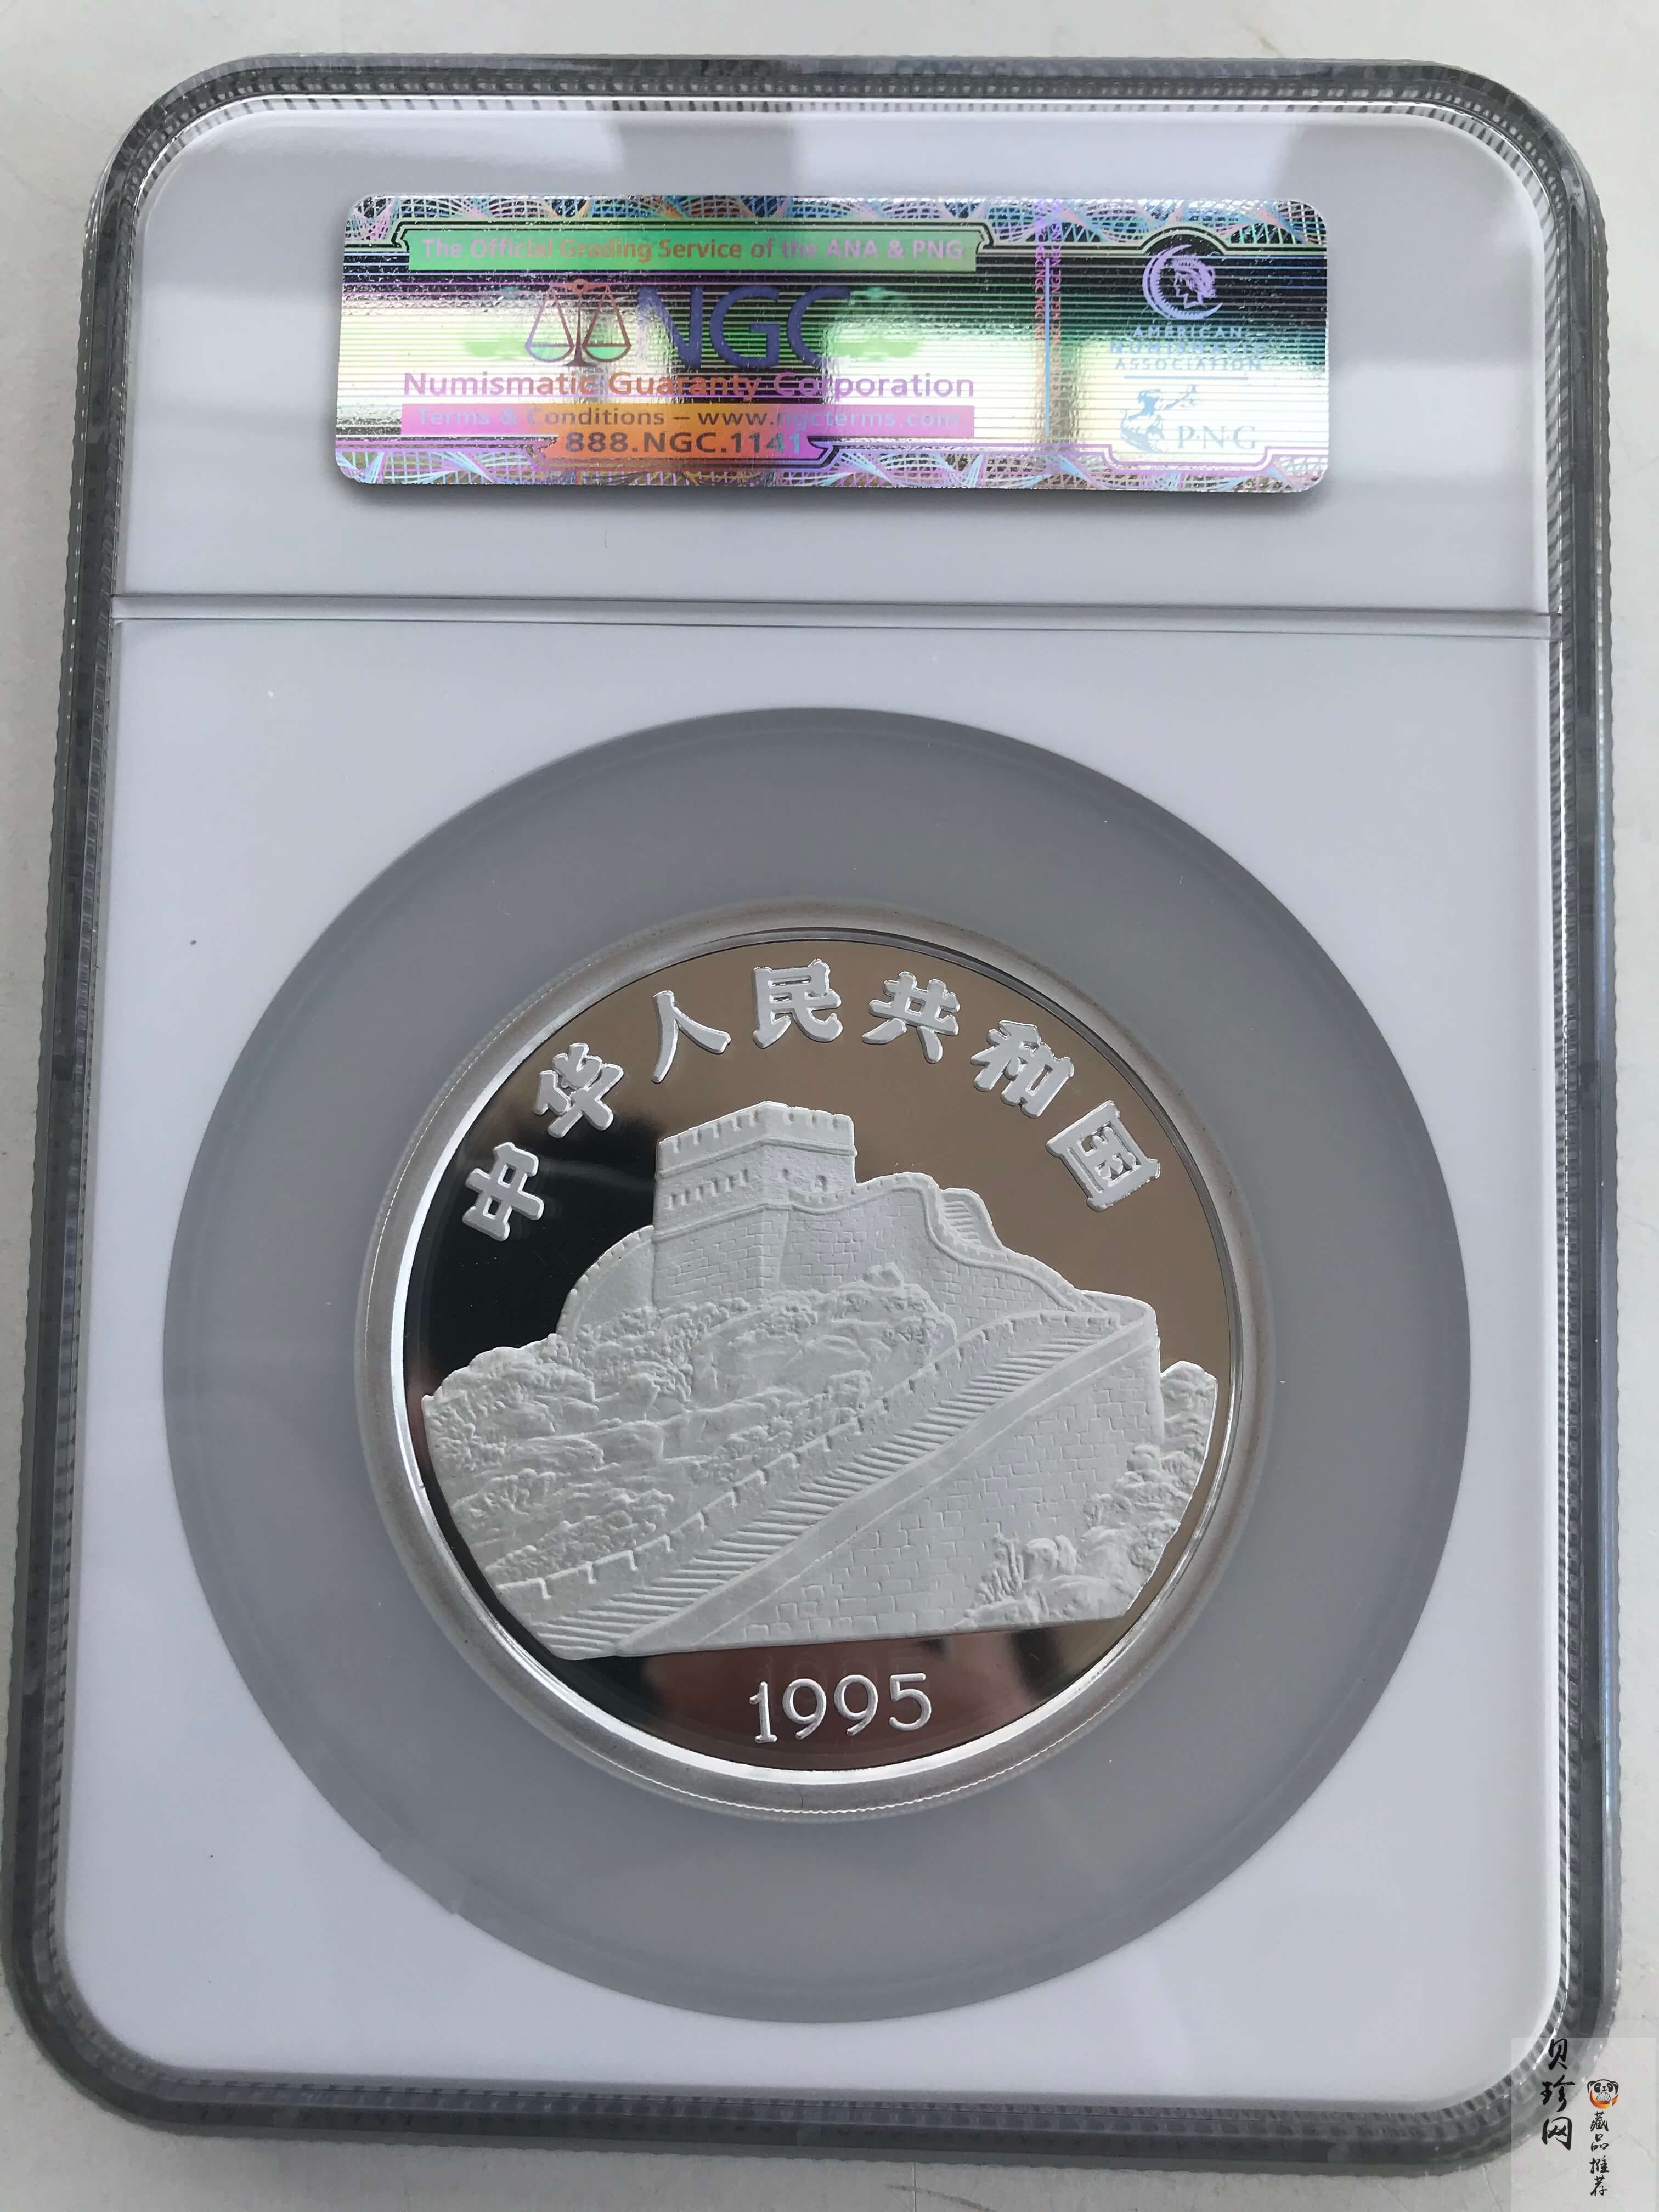 The Official Grading Service of the ANA & PNG
NGC
Numismatic Guaranty Corporation
Terms & Conditions – www.ngcterms.com
888.NGC.1141
AMERICAN
NUMISMATIC
ASSOCIATION
P·N·G
中华人民共和国
1995
贝珍网
藏品推荐